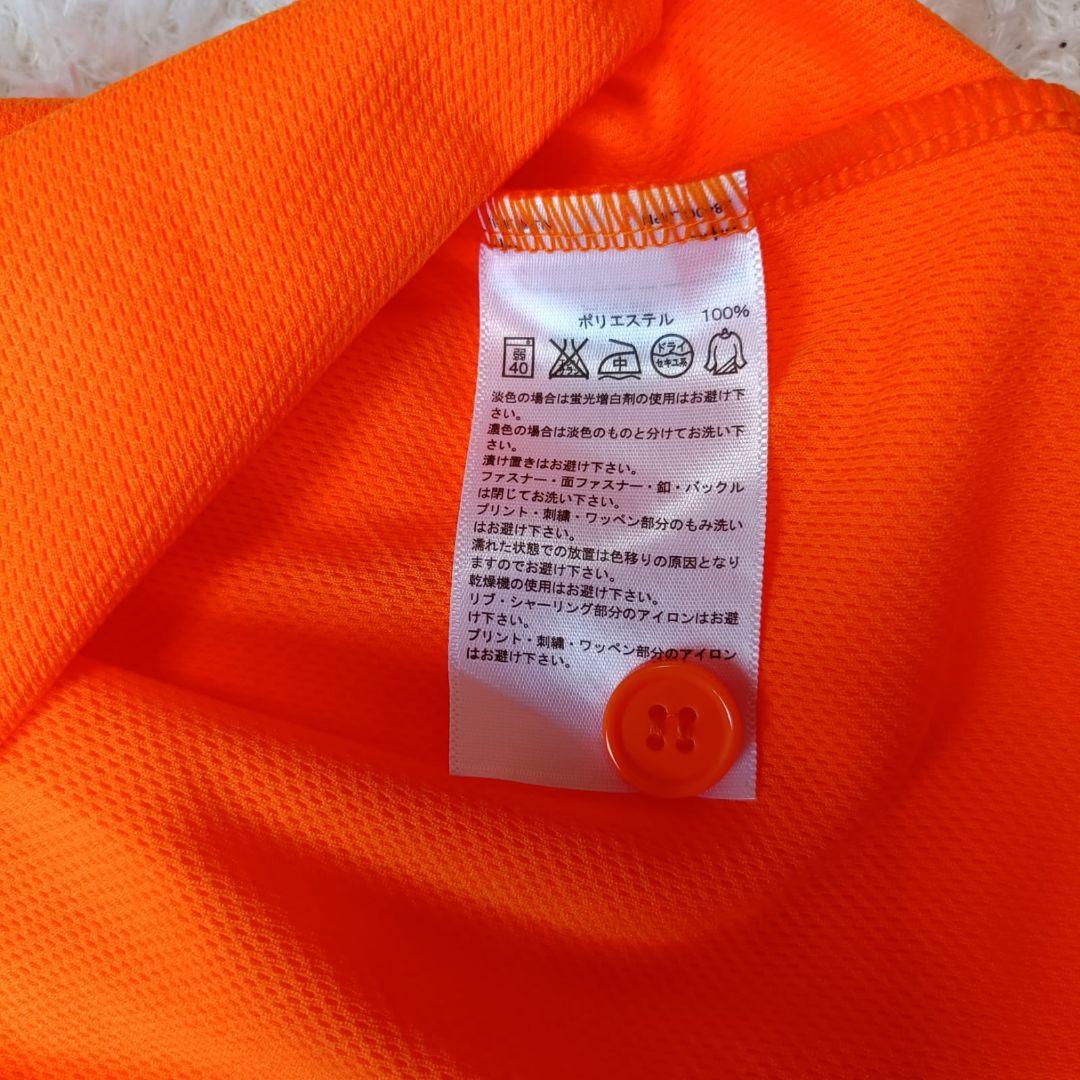 ポリエステル 100%
弱 40 中 ドライ セキユ系
淡色の場合は蛍光増白剤の使用はお避け下
さい。
濃色の場合は淡色のものと分けてお洗い下
さい。
漬け置きはお避け下さい。
ファスナー・面ファスナー・釦・バックル
は閉じてお洗い下さい。
プリント・刺繍・ワッペン部分のもみ洗い
はお避け下さい。
濡れた状態での放置は色移りの原因となり
ますのでお避け下さい。
乾燥機の使用はお避け下さい。
リブ・シャーリング部分のアイロンはお避
け下さい。
プリント・刺繍・ワッペン部分のアイロン
はお避け下さい。